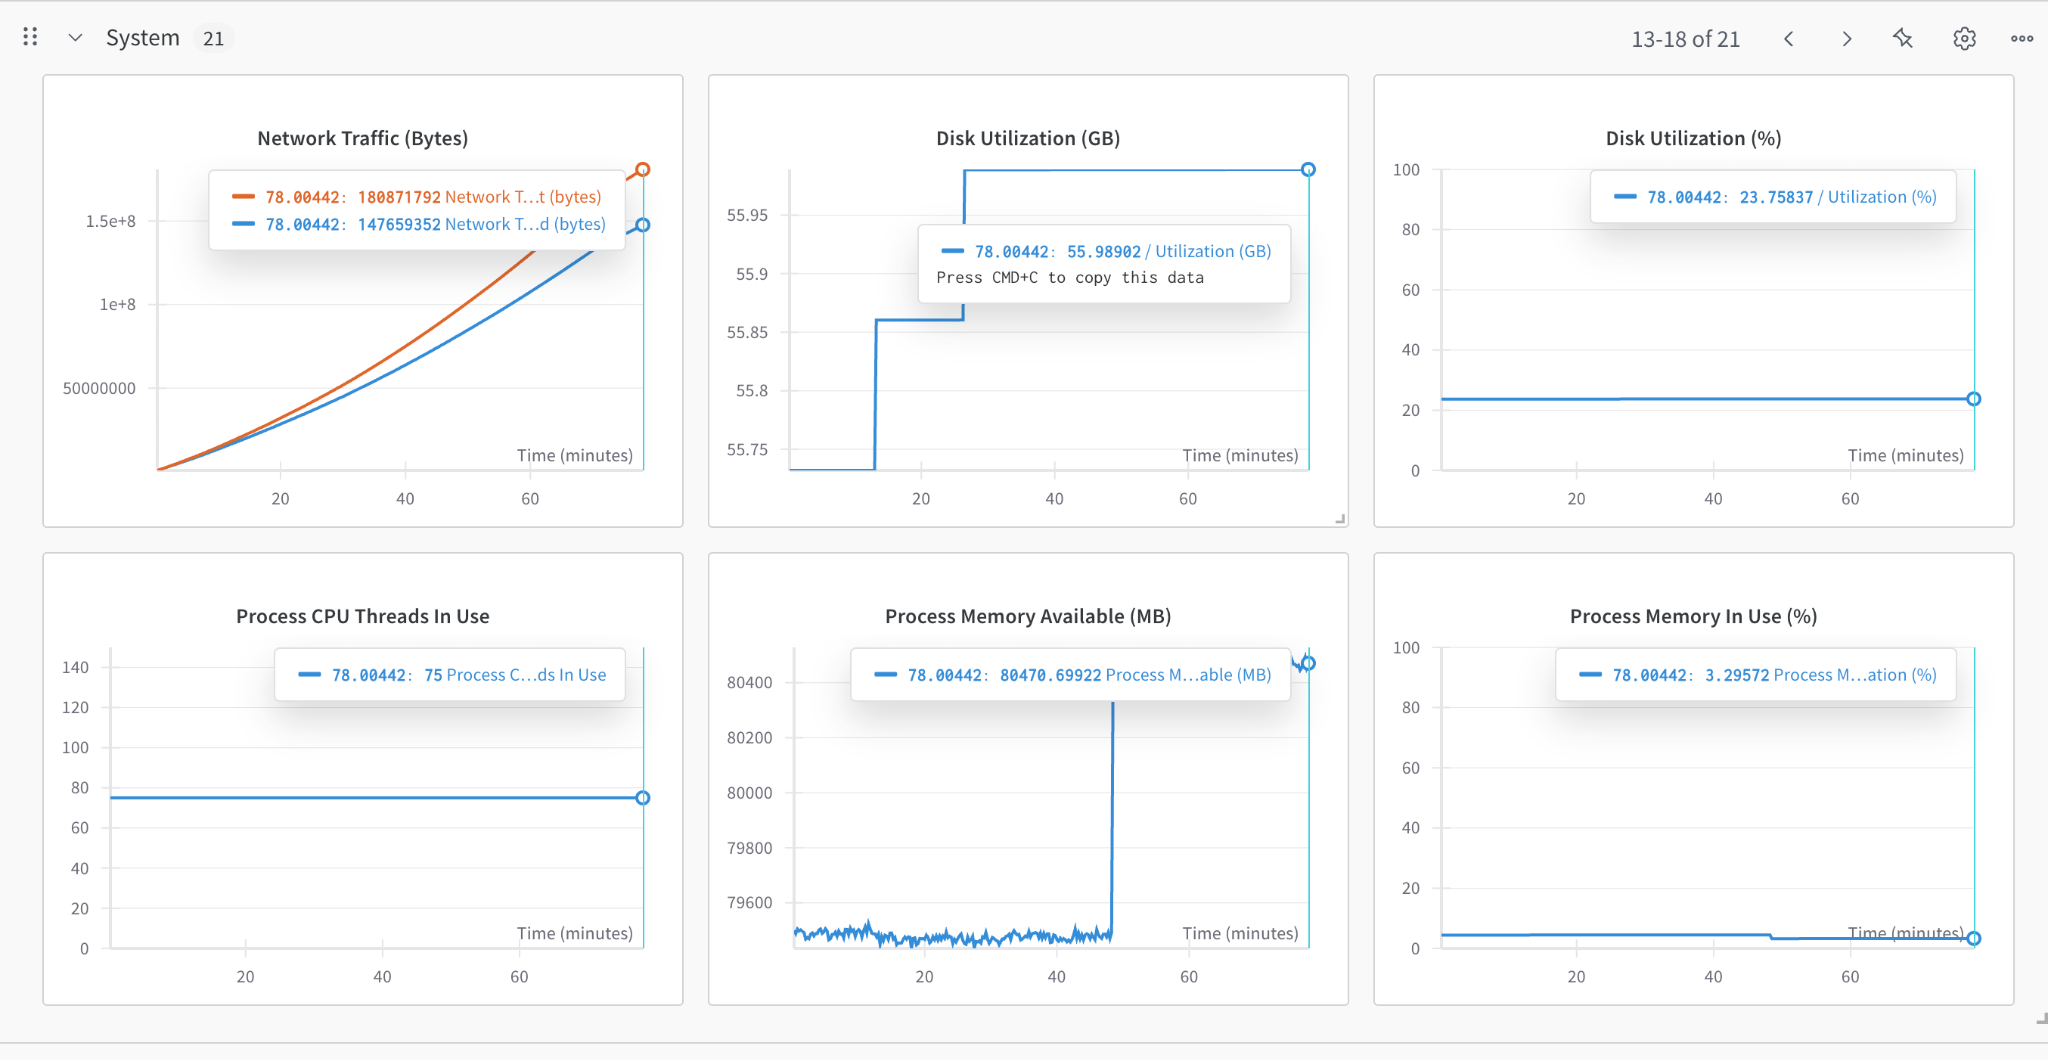 System 21
13-18 of 21
Network Traffic (Bytes)
78.00442: 180871792 Network T...t (bytes)
78.00442: 147659352 Network T...d (bytes)
1.5e+8
1e+8
50000000
Time (minutes)
20 40 60
Disk Utilization (GB)
55.95
78.00442: 55.98902 / Utilization (GB)
Press CMD+C to copy this data
55.9
55.85
55.8
55.75
Time (minutes)
20 40 60
Disk Utilization (%)
100
78.00442: 23.75837 / Utilization (%)
80
60
40
20
Time (minutes)
0
20 40 60
Process CPU Threads In Use
140
78.00442: 75 Process C...ds In Use
120
100
80
60
40
20
Time (minutes)
0
20 40 60
Process Memory Available (MB)
78.00442: 80470.69922 Process M...able (MB)
80400
80200
80000
79800
79600
Time (minutes)
20 40 60
Process Memory In Use (%)
100
78.00442: 3.29572 Process M...ation (%)
80
60
40
20
Time (minutes)
0
20 40 60